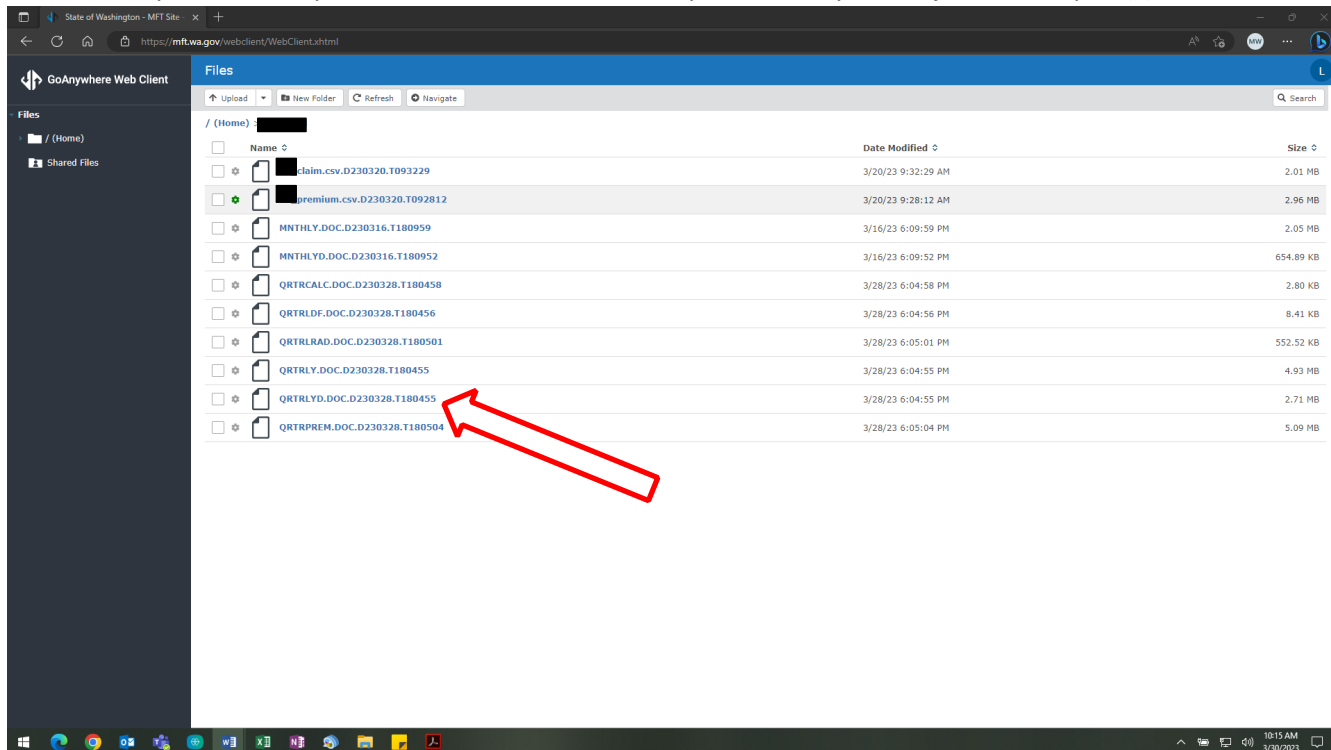 State of Washington - MFT Site
https://mft.wa.gov/webclient/WebClient.xhtml
MW
GoAnywhere Web Client
Files
/ (Home)
Shared Files
Files
L
Upload New Folder Refresh Navigate Search
/ (Home)
Name Date Modified Size
claim.csv.D230320.T093229 3/20/23 9:32:29 AM 2.01 MB
premium.csv.D230320.T092812 3/20/23 9:28:12 AM 2.96 MB
MNTHLY.DOC.D230316.T180959 3/16/23 6:09:59 PM 2.05 MB
MNTHLYD.DOC.D230316.T180952 3/16/23 6:09:52 PM 654.89 KB
QRTRCALC.DOC.D230328.T180458 3/28/23 6:04:58 PM 2.80 KB
QRTRLDF.DOC.D230328.T180456 3/28/23 6:04:56 PM 8.41 KB
QRTRLRAD.DOC.D230328.T180501 3/28/23 6:05:01 PM 552.52 KB
QRTRLY.DOC.D230328.T180455 3/28/23 6:04:55 PM 4.93 MB
QRTRLYD.DOC.D230328.T180455 3/28/23 6:04:55 PM 2.71 MB
QRTRPREM.DOC.D230328.T180504 3/28/23 6:05:04 PM 5.09 MB
10:15 AM
3/30/2023